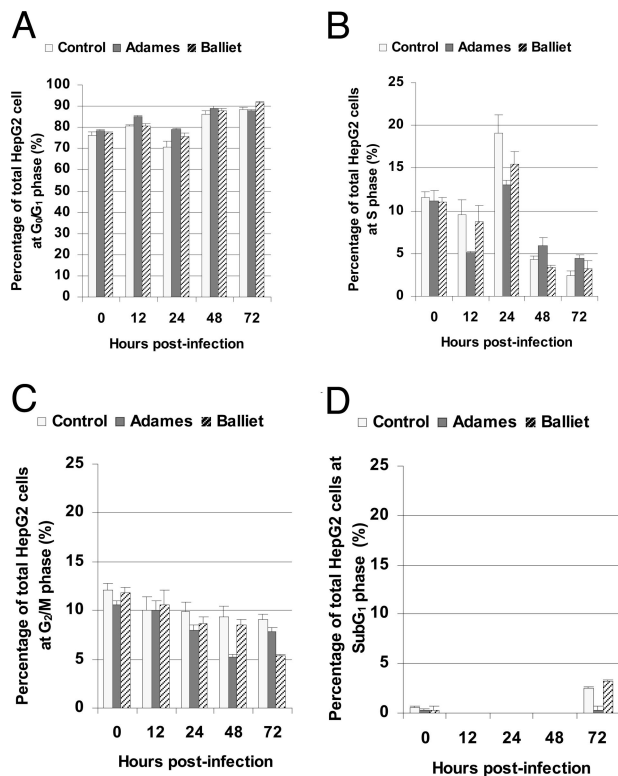 A
Control Adames Balliet
Percentage of total HepG2 cell
at G0/G1 phase (%)
100
90
80
70
60
50
40
30
20
10
0
0 12 24 48 72
Hours post-infection
B
Control Adames Balliet
Percentage of total HepG2 cells
at S phase (%)
25
20
15
10
5
0
0 12 24 48 72
Hours post-infection
C
Control Adames Balliet
Percentage of total HepG2 cells
at G2/M phase (%)
25
20
15
10
5
0
0 12 24 48 72
Hours post-infection
D
Control Adames Balliet
Percentage of total HepG2 cells at
SubG1 phase (%)
25
20
15
10
5
0
0 12 24 48 72
Hours post-infection